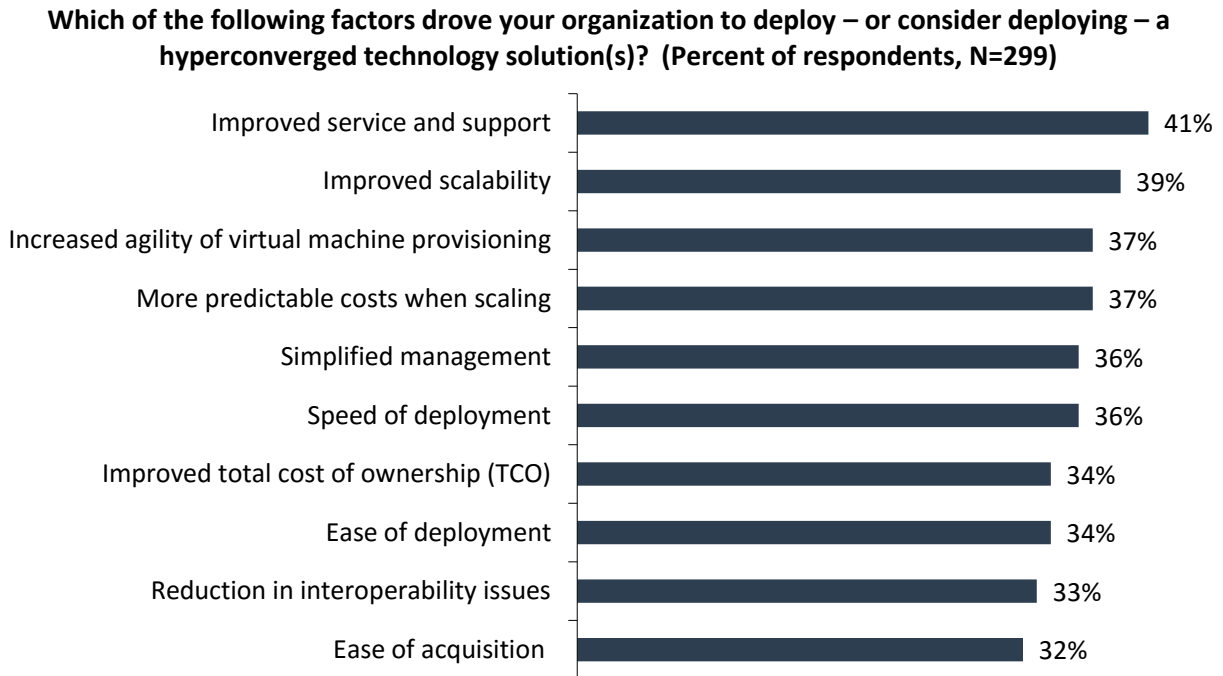 Which of the following factors drove your organization to deploy – or consider deploying – a
hyperconverged technology solution(s)? (Percent of respondents, N=299)
Improved service and support 41%
Improved scalability 39%
Increased agility of virtual machine provisioning 37%
More predictable costs when scaling 37%
Simplified management 36%
Speed of deployment 36%
Improved total cost of ownership (TCO) 34%
Ease of deployment 34%
Reduction in interoperability issues 33%
Ease of acquisition 32%